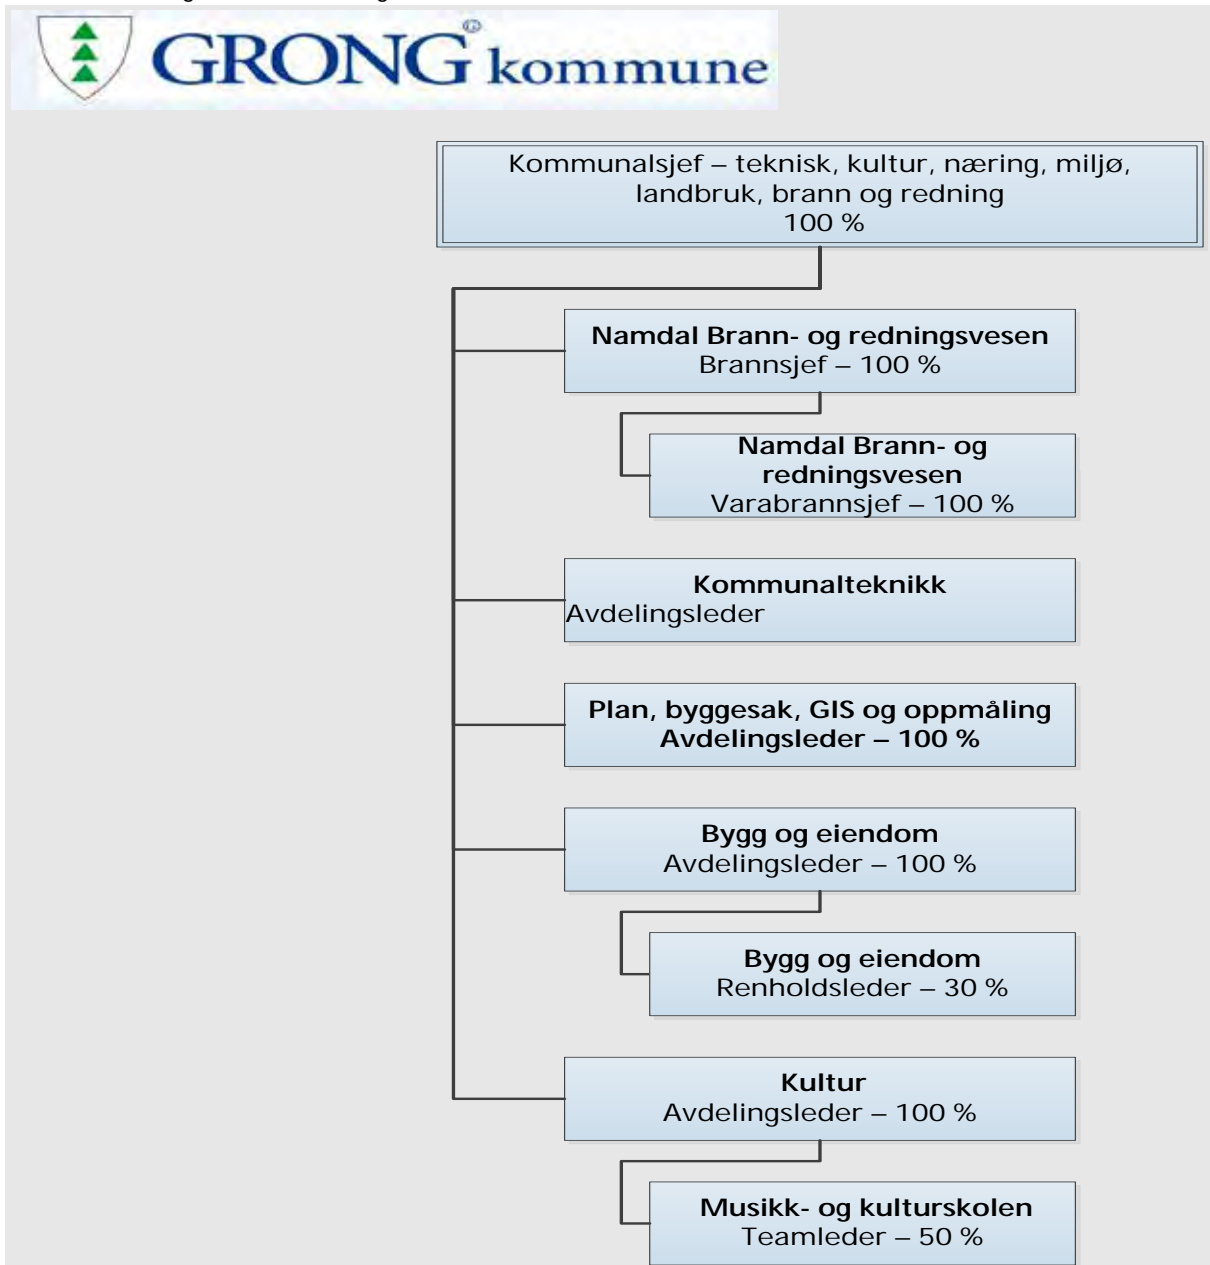 GRONG kommune
Kommunalsjef – teknisk, kultur, næring, miljø,
landbruk, brann og redning
100 %
Namdal Brann- og redningsvesen
Brannsjef – 100 %
Namdal Brann- og
redningsvesen
Varabrannsjef – 100 %
Kommunalteknikk
Avdelingsleder
Plan, byggesak, GIS og oppmåling
Avdelingsleder – 100 %
Bygg og eiendom
Avdelingsleder – 100 %
Bygg og eiendom
Renholdsleder – 30 %
Kultur
Avdelingsleder – 100 %
Musikk- og kulturskolen
Teamleder – 50 %